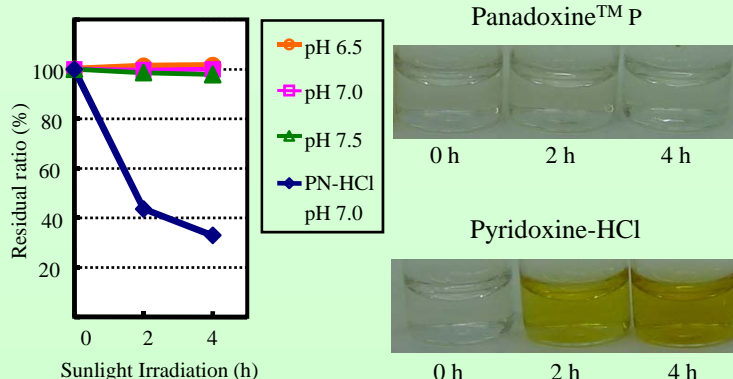 Residual ratio (%)
100
80
60
40
20
0
2
4
Sunlight Irradiation (h)
pH 6.5
pH 7.0
pH 7.5
PN-HCl
pH 7.0
Panadoxine™ P
0 h 2 h 4 h
Pyridoxine-HCl
0 h 2 h 4 h